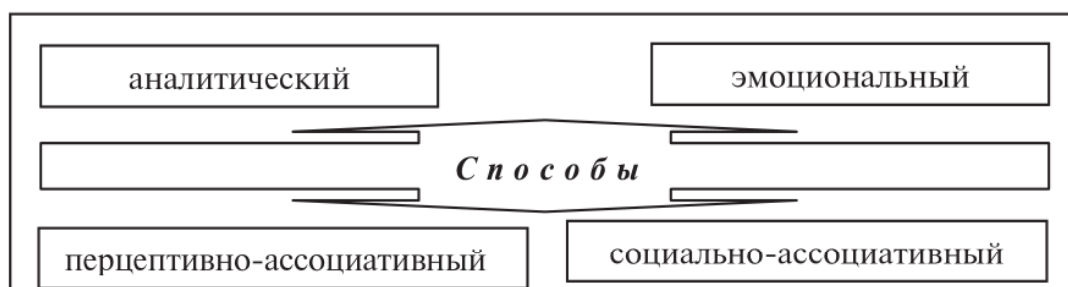 аналитический
эмоциональный
Способы
перцептивно-ассоциативный
социально-ассоциативный